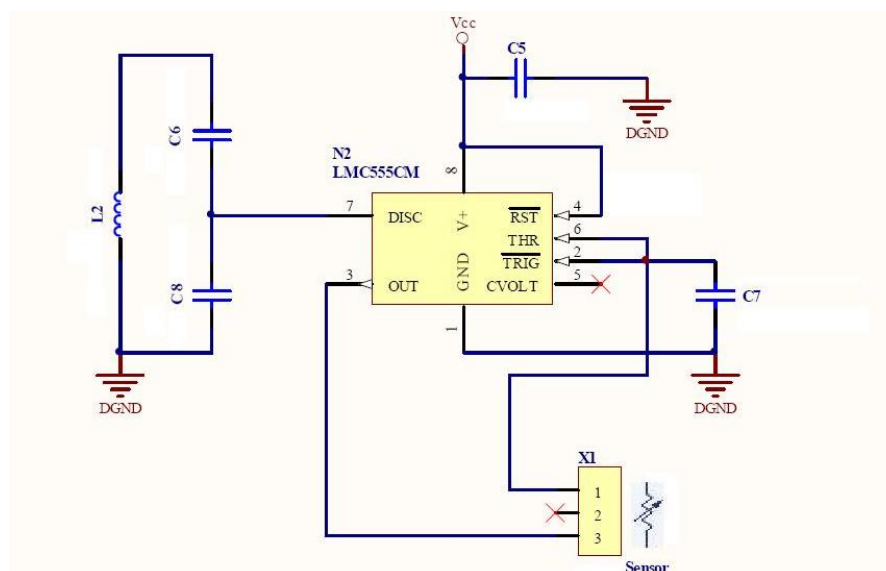 Vcc
C5
DGND
C6
N2
LMC555CM
8
7
DISC
V+
RST
4
THR
6
L2
TRIG
2
3
OUT
GND
CVOLT
5
C8
C7
1
DGND
DGND
X1
1
2
3
Sensor